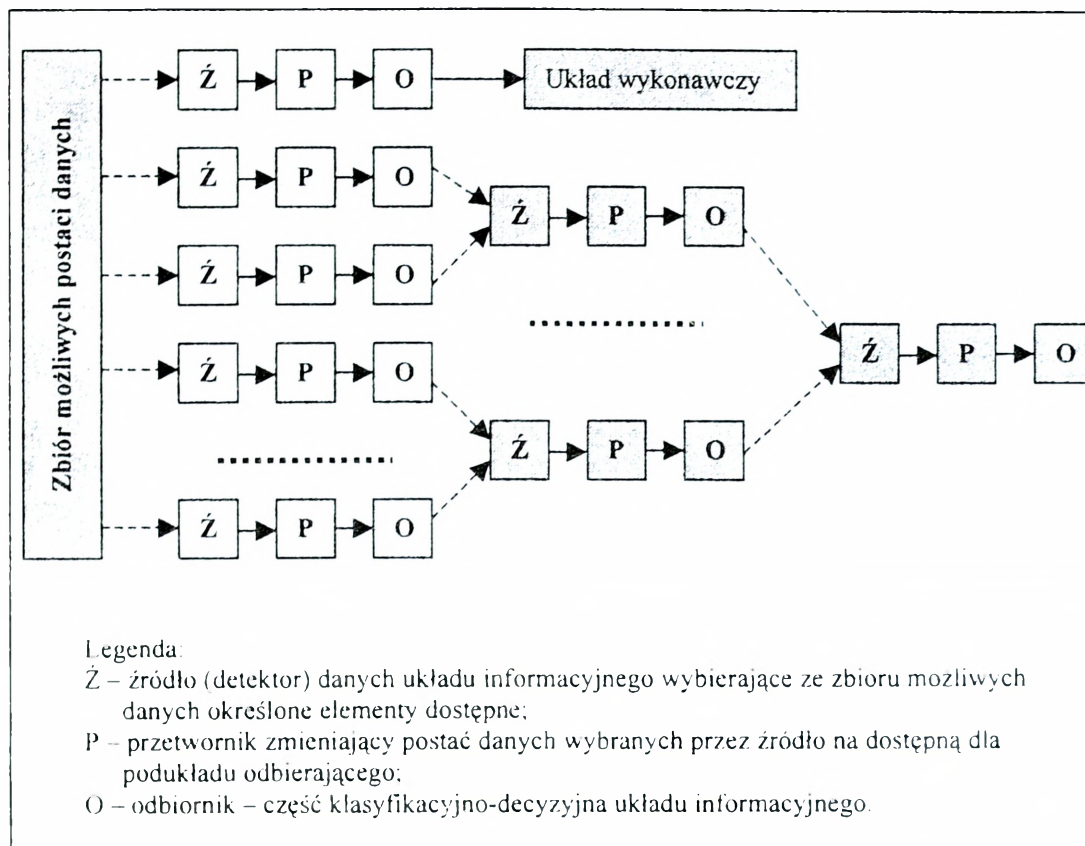 Zbiór możliwych postaci danych
Ź P O Układ wykonawczy
Ź P O
Ź P O
Ź P O
Ź P O
Ź P O
Ź P O
Ź P O
Ź P O
Legenda:
Ź – źródło (detektor) danych układu informacyjnego wybierające ze zbioru możliwych
danych określone elementy dostępne;
P – przetwornik zmieniający postać danych wybranych przez źródło na dostępną dla
podukładu odbierającego;
O – odbiornik – część klasyfikacyjno-decyzyjna układu informacyjnego.